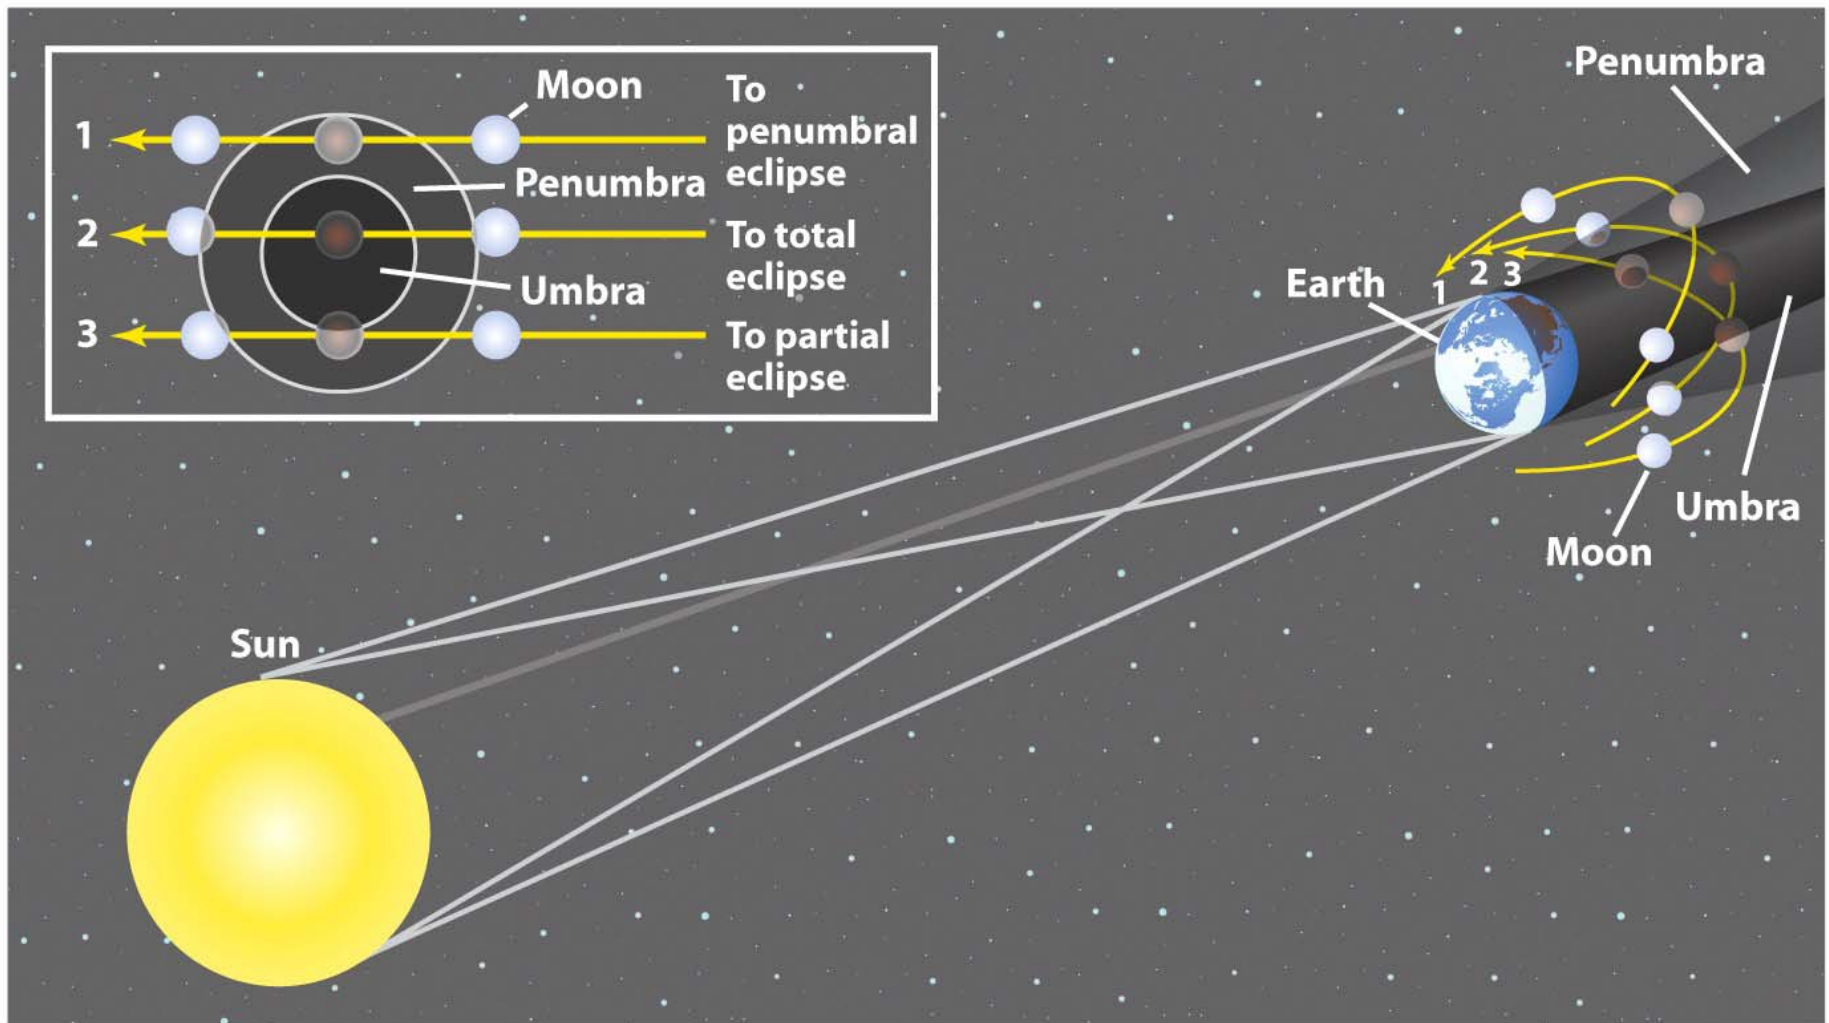 1
Moon
To
penumbral
eclipse
Penumbra
2
To total
eclipse
Umbra
3
To partial
eclipse
Penumbra
Earth
1
2
3
Umbra
Moon
Sun